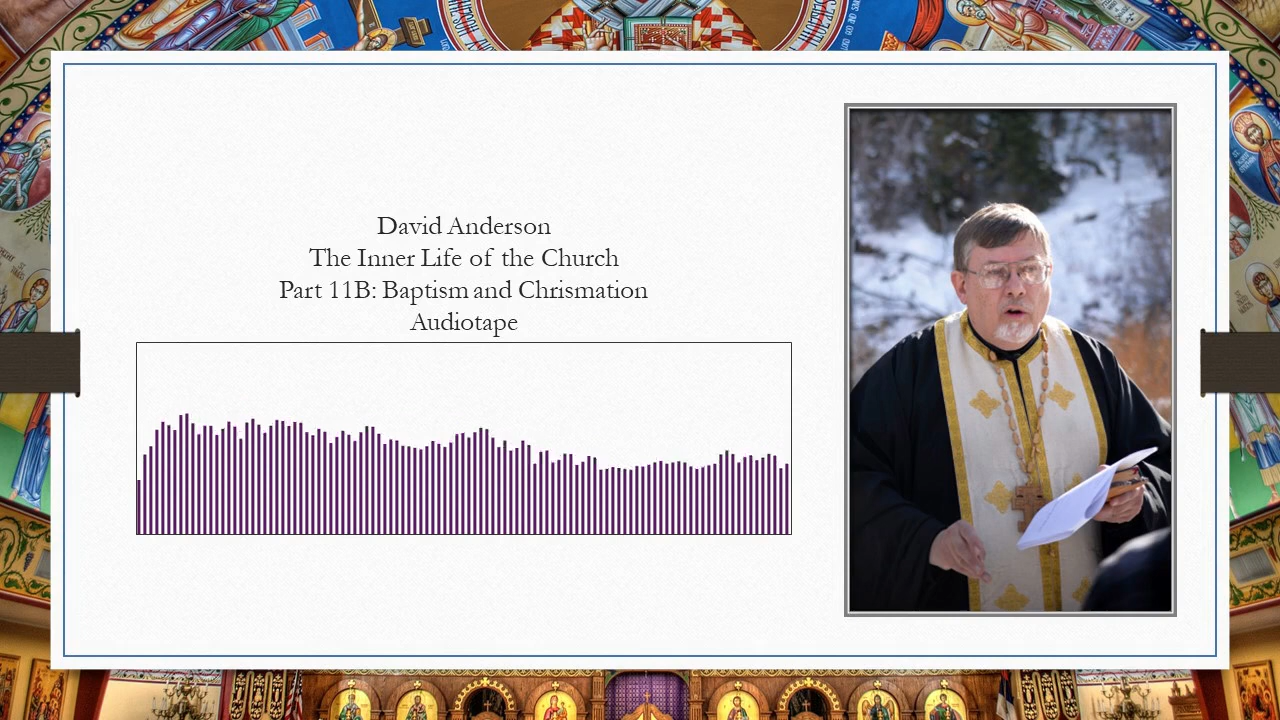 David Anderson
The Inner Life of the Church
Part 11B: Baptism and Chrismation
Audiotape